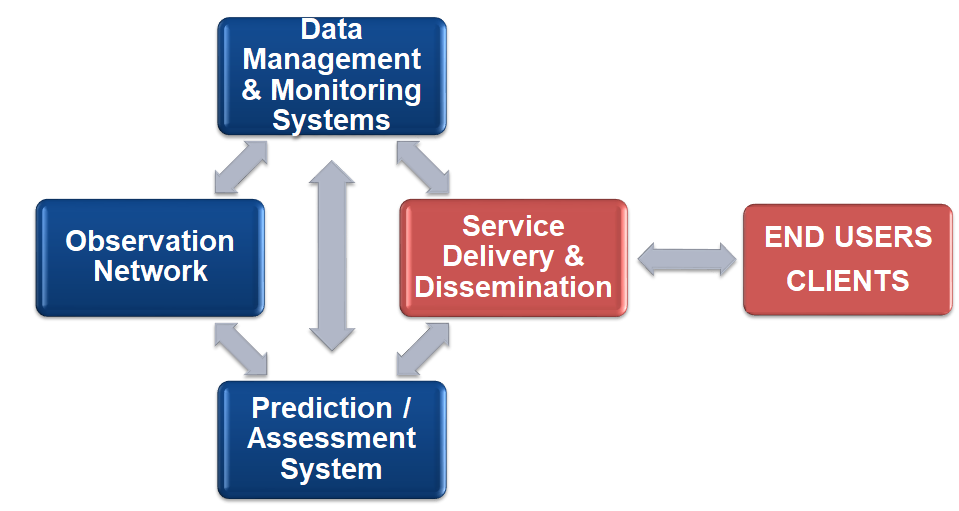 Data
Management
& Monitoring
Systems
Observation
Network
Service
Delivery &
Dissemination
END USERS
CLIENTS
Prediction /
Assessment
System